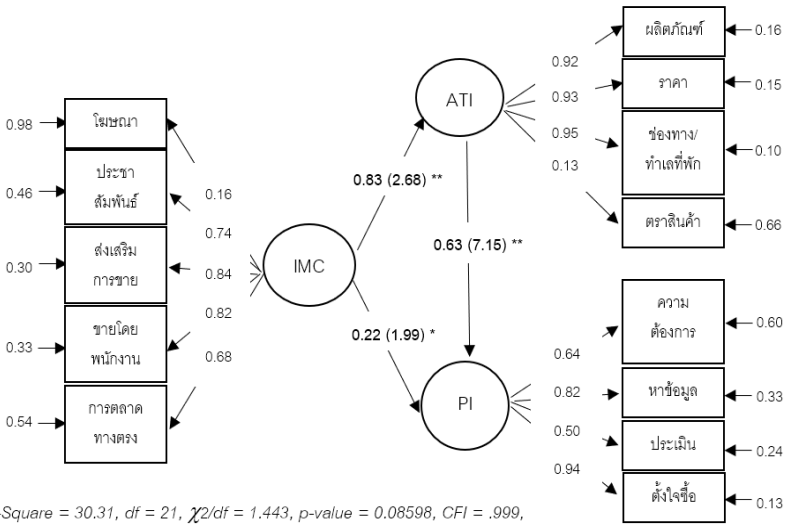 ผลิตภัณฑ์
0.16
0.92
ราคา
0.15
ATI
0.93
0.98
โฆษณา
0.95
ช่องทาง/
ทำเลที่พัก
0.10
0.13
ประชา
สัมพันธ์
0.46
0.16
0.83 (2.68) **
ตราสินค้า
0.66
0.74
0.63 (7.15) **
ส่งเสริม
การขาย
0.30
0.84
IMC
ความ
ต้องการ
0.60
0.82
ขายโดย
พนักงาน
0.33
0.22 (1.99) *
0.64
0.68
หาข้อมูล
0.33
0.82
PI
การตลาด
ทางตรง
0.54
0.50
ประเมิน
0.24
0.94
ตั้งใจซื้อ
0.13
-Square = 30.31, df = 21, χ2/df = 1.443, p-value = 0.08598, CFI = .999,